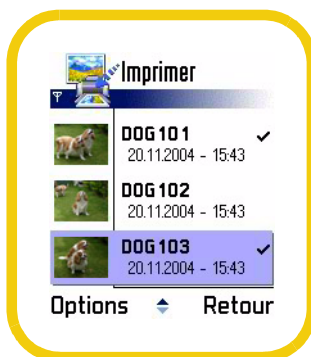 Imprimer
DOG101
20.11.2004 - 15:43
DOG102
20.11.2004 - 15:43
DOG103
20.11.2004 - 15:43
Options Retour